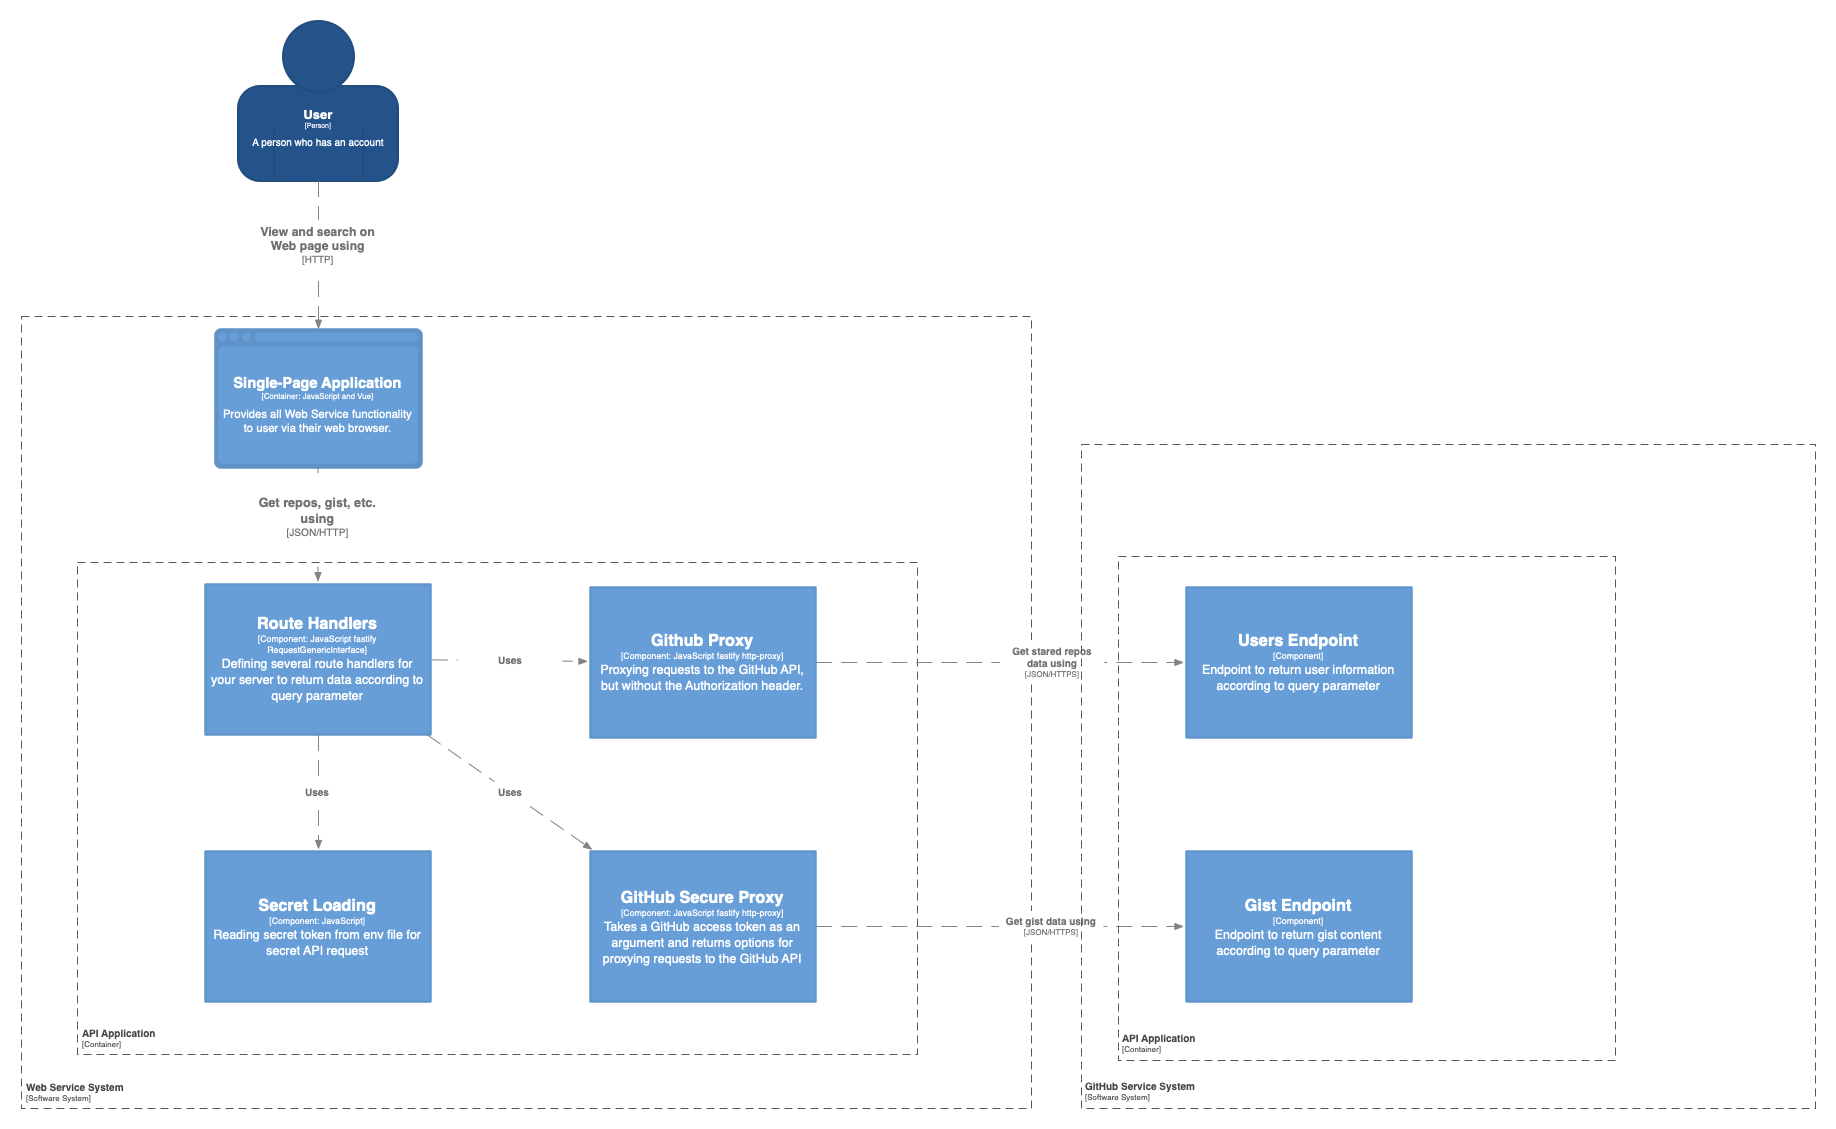 User
[Person]
A person who has an account
View and search on
Web page using
[HTTP]
Single-Page Application
[Container: JavaScript and Vue]
Provides all Web Service functionality
to user via their web browser.
Get repos, gist, etc.
using
[JSON/HTTP]
Route Handlers
[Component: JavaScript fastify
RequestGenericInterface]
Defining several route handlers for
your server to return data according to
query parameter
Uses
Github Proxy
[Component: JavaScript fastify http-proxy]
Proxying requests to the GitHub API,
but without the Authorization header.
Get stared repos
data using
[JSON/HTTPS]
Users Endpoint
[Component]
Endpoint to return user information
according to query parameter
Uses
Uses
Secret Loading
[Component: JavaScript]
Reading secret token from env file for
secret API request
GitHub Secure Proxy
[Component: JavaScript fastify http-proxy]
Takes a GitHub access token as an
argument and returns options for
proxying requests to the GitHub API
Get gist data using
[JSON/HTTPS]
Gist Endpoint
[Component]
Endpoint to return gist content
according to query parameter
API Application
[Container]
API Application
[Container]
Web Service System
[Software System]
GitHub Service System
[Software System]